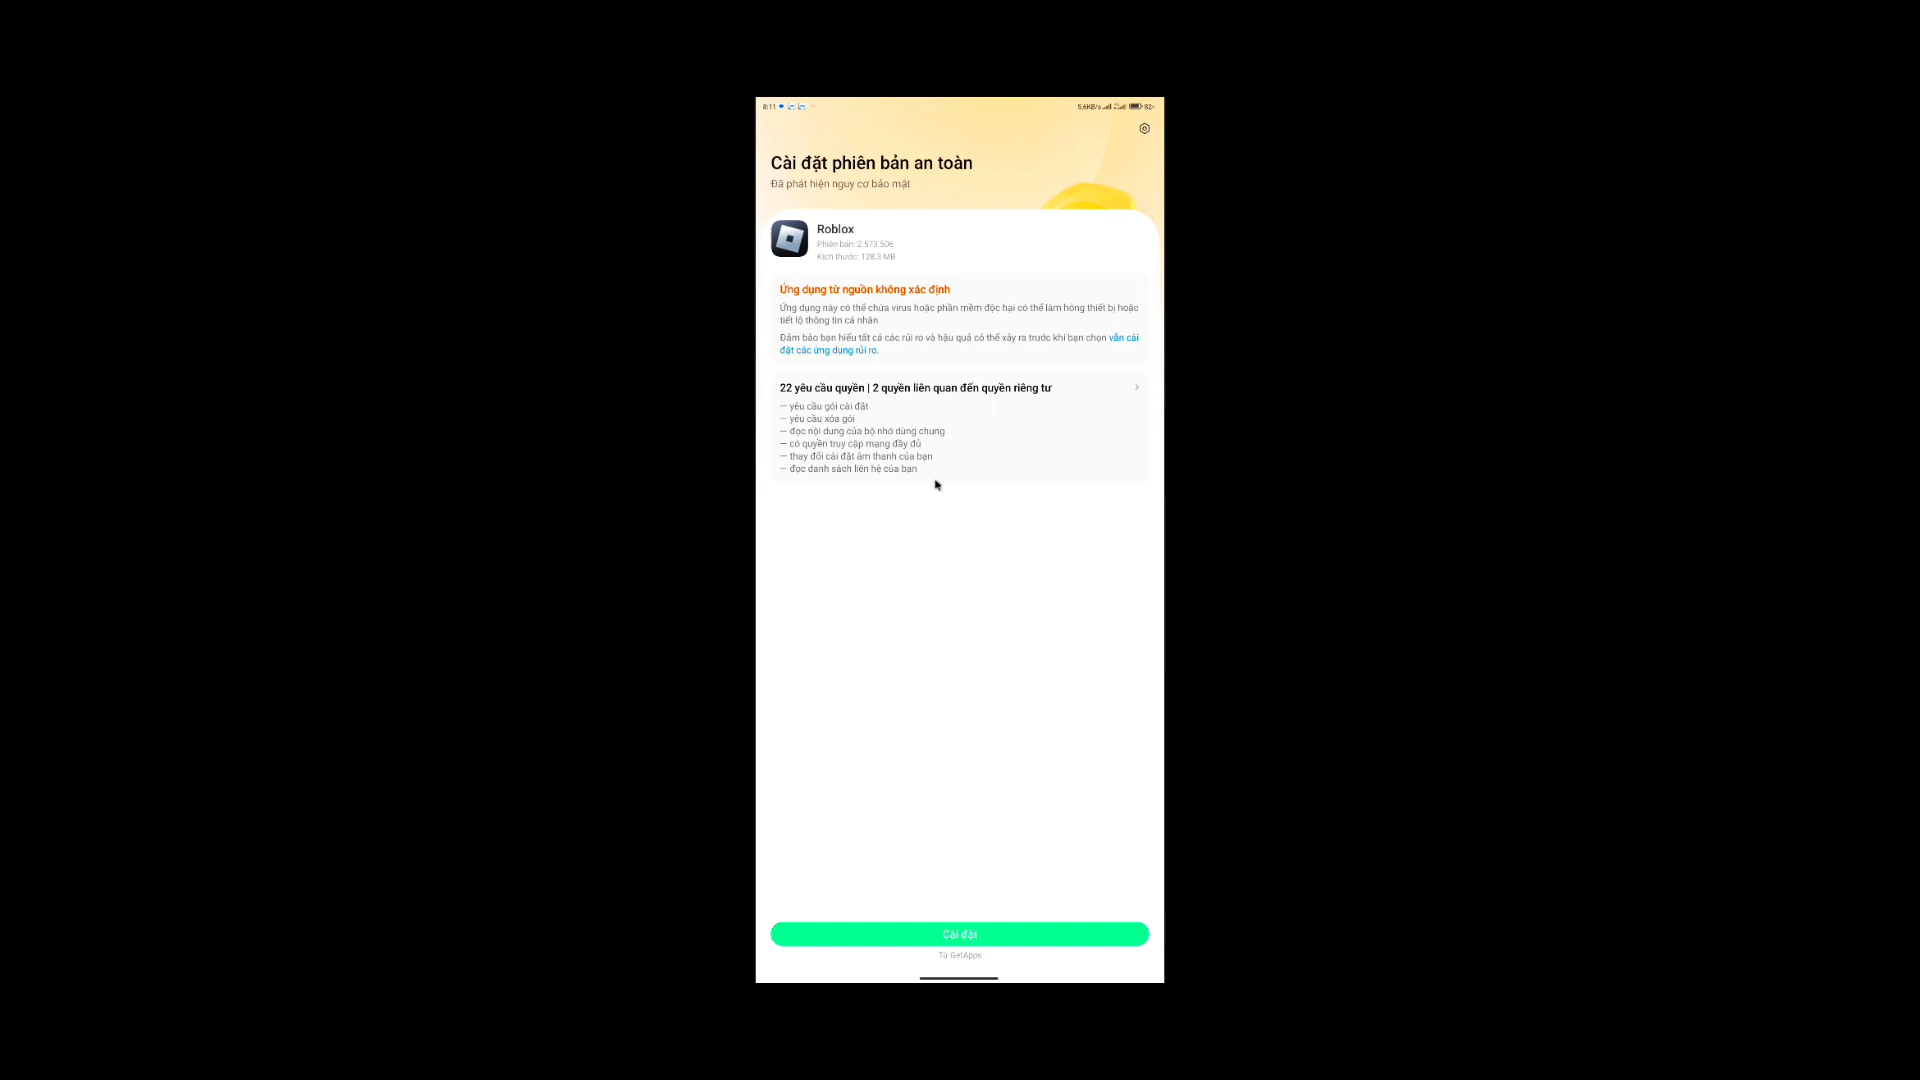 8:11
5,6KB/s 82%
Cài đặt phiên bản an toàn
Đã phát hiện nguy cơ bảo mật
Roblox
Phiên bản: 2.573.506
Kích thước: 128.3 MB
Ứng dụng từ nguồn không xác định
Ứng dụng này có thể chứa virus hoặc phần mềm độc hại có thể làm hỏng thiết bị hoặc
tiết lộ thông tin cá nhân
Đảm bảo bạn hiểu tất cả các rủi ro và hậu quả có thể xảy ra trước khi bạn chọn vẫn cài
đặt các ứng dụng rủi ro.
22 yêu cầu quyền | 2 quyền liên quan đến quyền riêng tư
— yêu cầu gói cài đặt
— yêu cầu xóa gói
— đọc nội dung của bộ nhớ dùng chung
— có quyền truy cập mạng đầy đủ
— thay đổi cài đặt âm thanh của bạn
— đọc danh sách liên hệ của bạn
Cài đặt
Từ GetApps